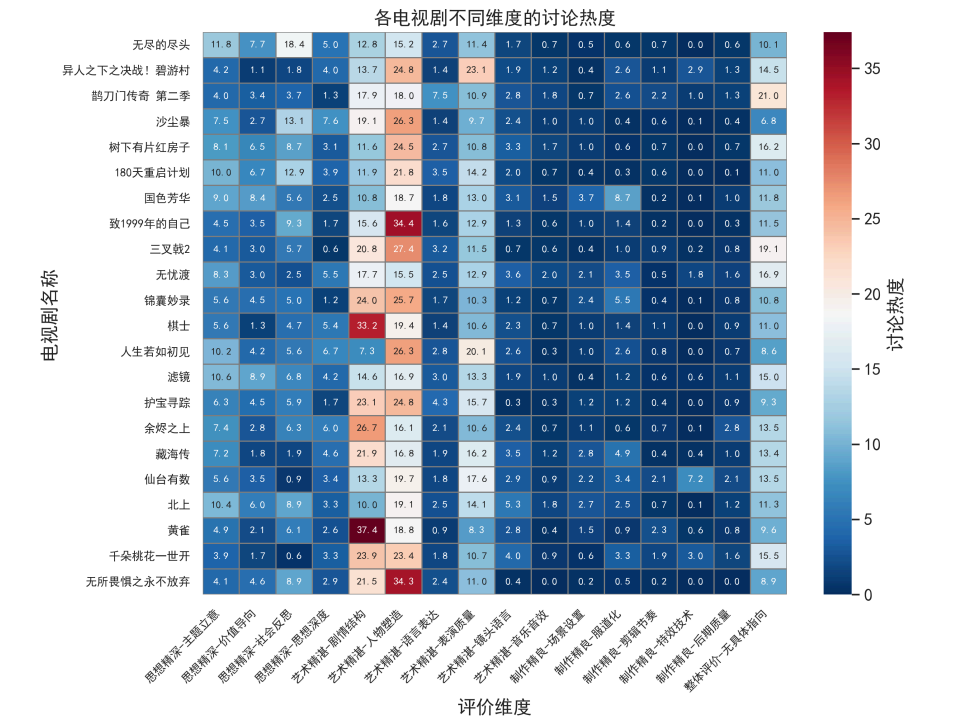 各电视剧不同维度的讨论热度
无尽的尽头 11.8 7.7 18.4 5.0 12.8 15.2 2.7 11.4 1.7 0.7 0.5 0.6 0.7 0.0 0.6 10.1
异人之下之决战！碧游村 4.2 1.1 1.8 4.0 13.7 24.8 1.4 23.1 1.9 1.2 0.4 2.6 1.1 2.9 1.3 14.5
鹊刀门传奇 第二季 4.0 3.4 3.7 1.3 17.9 18.0 7.5 10.9 2.8 1.8 0.7 2.6 2.2 1.0 1.3 21.0
沙尘暴 7.5 2.7 13.1 7.6 19.1 26.3 1.4 9.7 2.4 1.0 1.0 0.4 0.6 0.1 0.4 6.8
树下有片红房子 8.1 6.5 8.7 3.1 11.6 24.5 2.7 10.8 3.3 1.7 1.0 0.6 0.7 0.0 0.7 16.2
180天重启计划 10.0 6.7 12.9 3.9 11.9 21.8 3.5 14.2 2.0 0.7 0.4 0.3 0.6 0.0 0.1 11.0
国色芳华 9.0 8.4 5.6 2.5 10.8 18.7 1.8 13.0 3.1 1.5 3.7 8.7 0.2 0.1 1.0 11.8
致1999年的自己 4.5 3.5 9.3 1.7 15.6 34.4 1.6 12.9 1.3 0.6 1.0 1.4 0.2 0.0 0.3 11.5
三叉戟2 4.1 3.0 5.7 0.6 20.8 27.4 3.2 11.5 0.7 0.6 0.4 1.0 0.9 0.2 0.8 19.1
无忧渡 8.3 3.0 2.5 5.5 17.7 15.5 2.5 12.9 3.6 2.0 2.1 3.5 0.5 1.8 1.6 16.9
锦囊妙录 5.6 4.5 5.0 1.2 24.0 25.7 1.7 10.3 1.2 0.7 2.4 5.5 0.4 0.1 0.8 10.8
棋士 5.6 1.3 4.7 5.4 33.2 19.4 1.4 10.6 2.3 0.7 1.0 1.4 1.1 0.0 0.9 11.0
人生若如初见 10.2 4.2 5.6 6.7 7.3 26.3 2.8 20.1 2.6 0.3 1.0 2.6 0.8 0.0 0.7 8.6
滤镜 10.6 8.9 6.8 4.2 14.6 16.9 3.0 13.3 1.9 1.0 0.4 1.2 0.6 0.6 1.1 15.0
护宝寻踪 6.3 4.5 5.9 1.7 23.1 24.8 4.3 15.7 0.3 0.3 1.2 1.2 0.4 0.0 0.9 9.3
余烬之上 7.4 2.8 6.3 6.0 26.7 16.1 2.1 10.6 2.4 0.7 1.1 0.6 0.7 0.1 2.8 13.5
藏海传 7.2 1.8 1.9 4.6 21.9 16.8 2.9 16.2 3.5 1.2 2.8 4.9 0.4 0.4 1.0 13.4
仙台有数 5.6 3.5 0.9 3.4 13.3 19.7 1.8 17.6 2.9 0.9 2.2 3.4 2.1 7.2 2.1 13.5
北上 10.4 6.0 8.9 3.3 10.0 19.1 2.5 14.1 5.3 1.8 2.7 2.5 0.7 0.1 1.2 11.3
黄雀 4.9 2.1 6.1 2.6 37.4 18.8 0.9 8.3 2.8 0.4 1.5 0.9 2.3 0.6 0.8 9.6
千朵桃花一世开 3.9 1.7 0.6 3.3 23.9 23.4 1.8 10.7 4.0 0.9 0.6 3.3 1.9 3.0 1.6 15.5
无所畏惧之永不放弃 4.1 4.6 8.9 2.9 21.5 34.3 2.4 11.0 0.4 0.0 0.2 0.5 0.2 0.0 0.0 8.9
电视剧名称
思想精深-主题立意
思想精深-价值导向
思想精深-社会反思
思想精深-思想深度
艺术精湛-剧情结构
艺术精湛-人物塑造
艺术精湛-语言表达
艺术精湛-表演质量
艺术精湛-镜头语言
艺术精湛-音乐音效
制作精良-场景设置
制作精良-服道化
制作精良-剪辑节奏
制作精良-特效技术
制作精良-后期质量
整体评价-无具体指向
评价维度
35
30
25
20
15
10
5
0
讨论热度